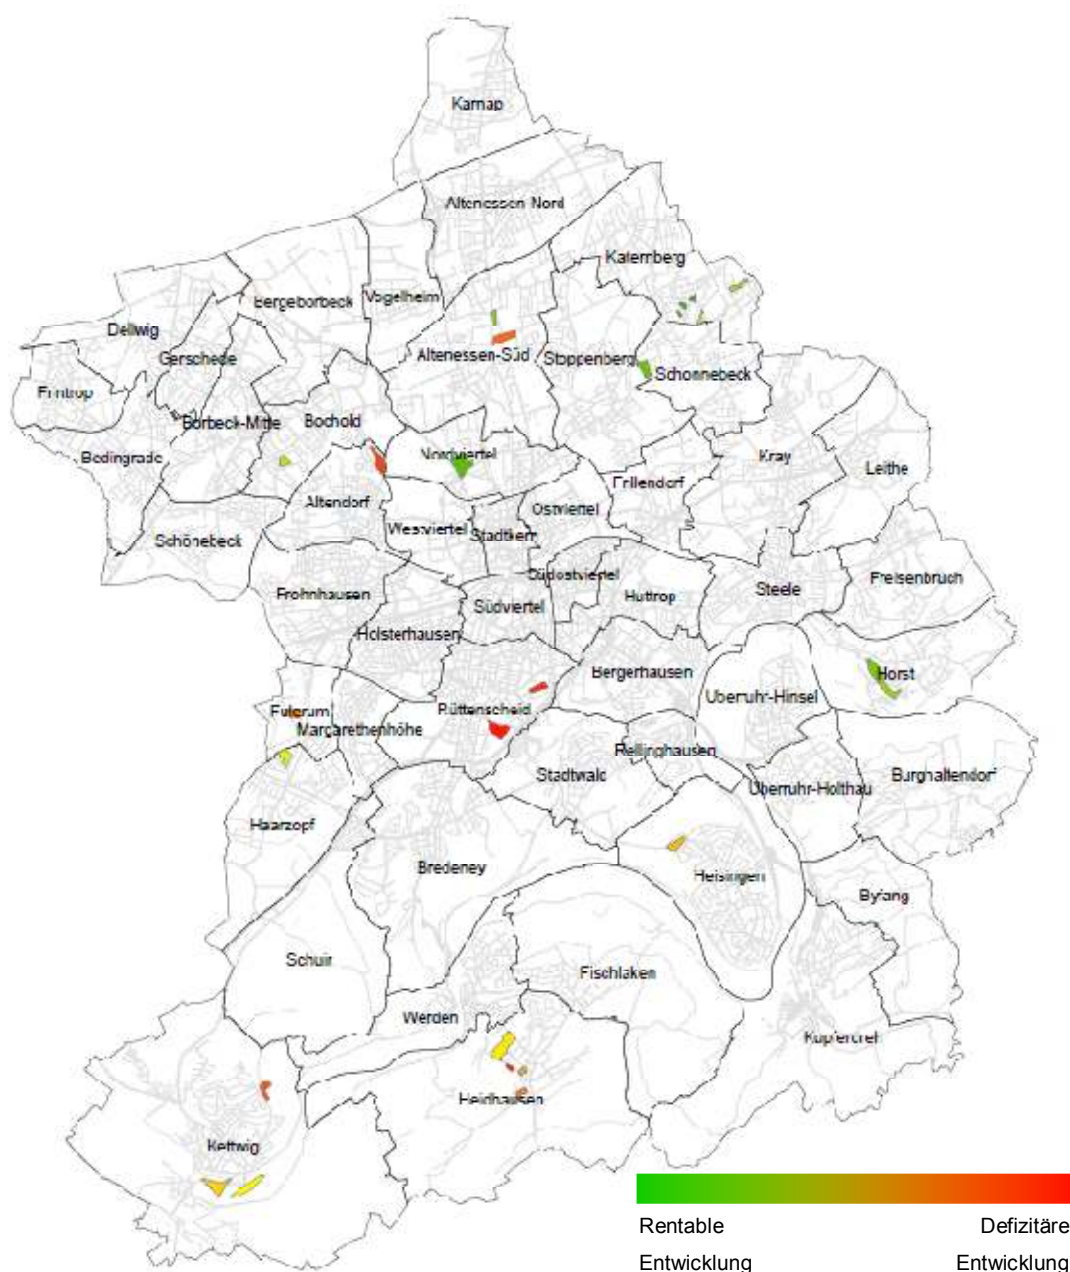 Karnap
Altenessen-Nord
Katernberg
Vogelheim
Bergeborbeck
Dellwig
Gerschede
Altenessen-Süd
Stoppenberg
Schonnebeck
Frintrop
Borbeck-Mitte
Bochold
Bedingrade
Nordviertel
Kray
Leithe
Frillendorf
Altendorf
Ostviertel
Westviertel
Stadtkern
Schönebeck
Südostviertel
Freisenbruch
Frohnhausen
Steele
Huttrop
Südviertel
Holsterhausen
Bergerhausen
Horst
Überruhr-Hinsel
Fulerum
Rüttenscheid
Margarethenhöhe
Rellinghausen
Stadtwald
Burghaltendorf
Überruhr-Holthau
Haarzopf
Bredeney
Heisingen
Byfang
Schuir
Fischlaken
Werden
Kupferdreh
Heidhausen
Kettwig
Rentable Defizitäre
Entwicklung Entwicklung